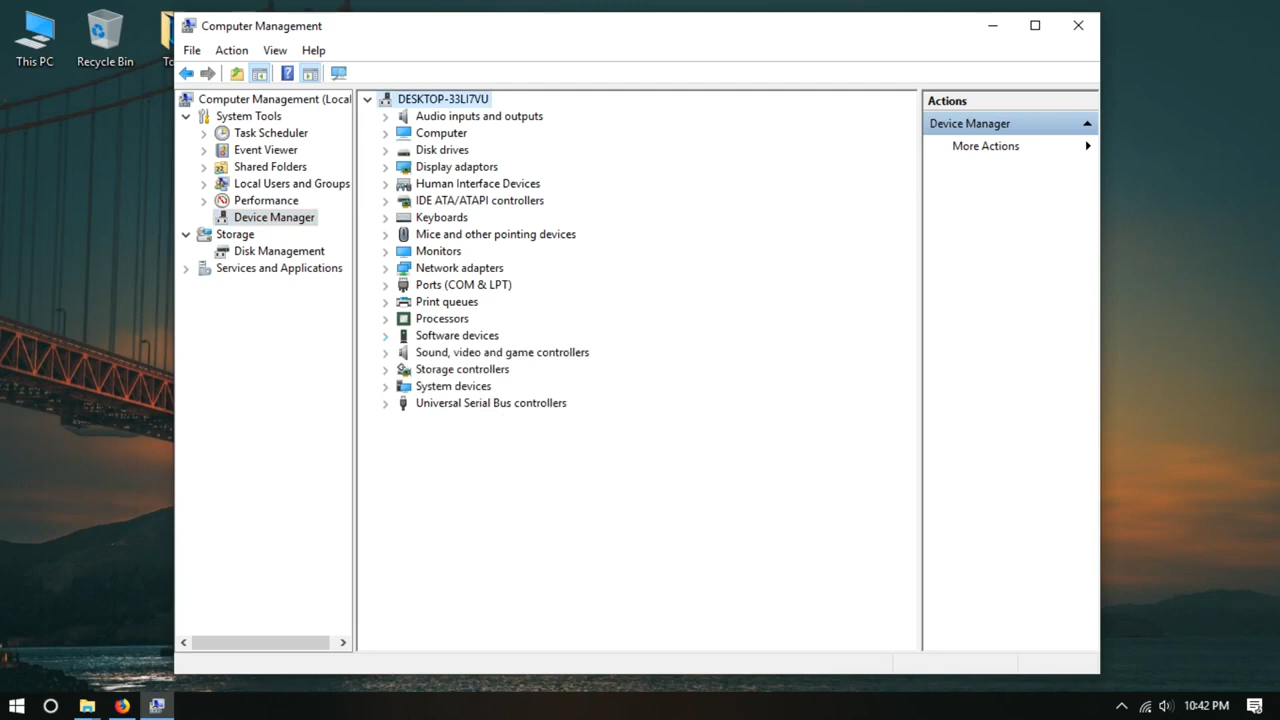 This PC
Recycle Bin
To
Computer Management
File Action View Help
Computer Management (Local
System Tools
Task Scheduler
Event Viewer
Shared Folders
Local Users and Groups
Performance
Device Manager
Storage
Disk Management
Services and Applications
DESKTOP-33LI7VU
Audio inputs and outputs
Computer
Disk drives
Display adaptors
Human Interface Devices
IDE ATA/ATAPI controllers
Keyboards
Mice and other pointing devices
Monitors
Network adapters
Ports (COM & LPT)
Print queues
Processors
Software devices
Sound, video and game controllers
Storage controllers
System devices
Universal Serial Bus controllers
Actions
Device Manager
More Actions
10:42 PM